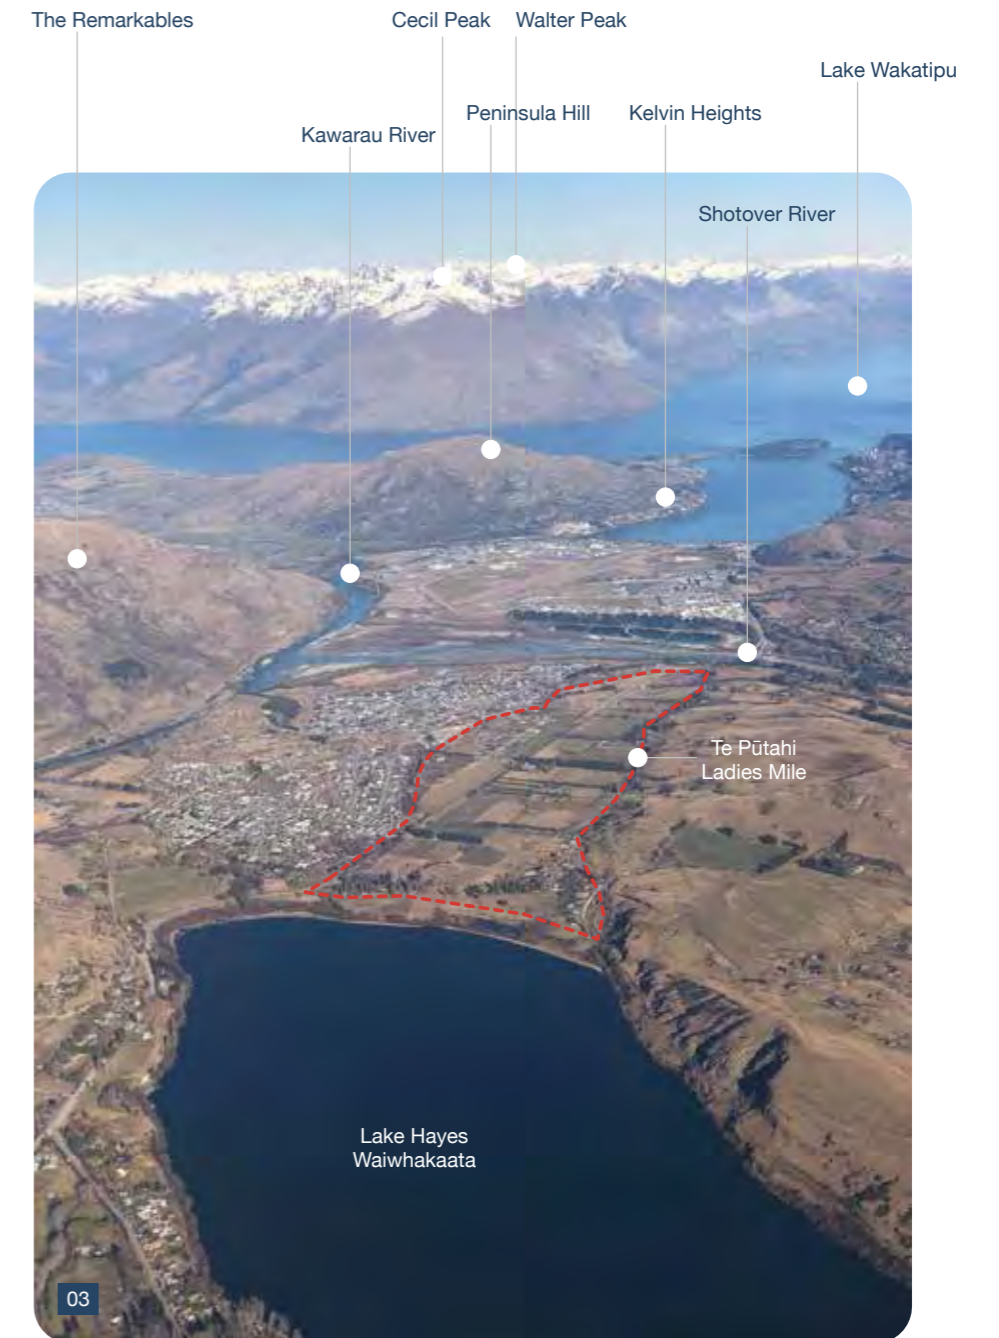 The Remarkables
Cecil Peak
Walter Peak
Lake Wakatipu
Peninsula Hill
Kelvin Heights
Kawarau River
Shotover River
Te Pūtahi
Ladies Mile
Lake Hayes
Waiwhakaata
03